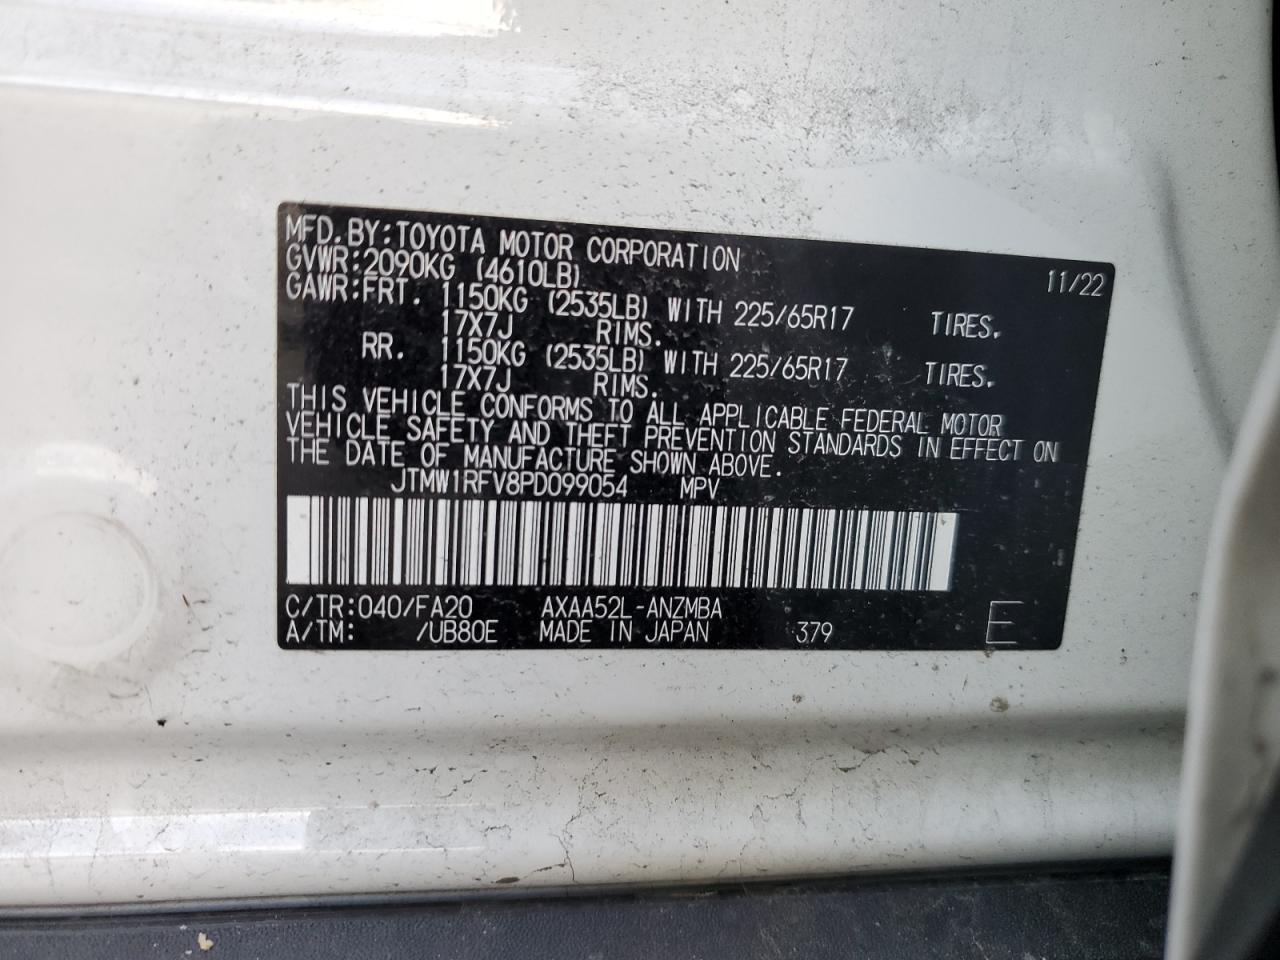 MFD. BY: TOYOTA MOTOR CORPORATION 11/22
GVWR: 2090KG (4610LB)
GAWR: FRT. 1150KG (2535LB) WITH 225/65R17 TIRES.
17X7J RIMS.
RR. 1150KG (2535LB) WITH 225/65R17 TIRES.
17X7J RIMS.
THIS VEHICLE CONFORMS TO ALL APPLICABLE FEDERAL MOTOR
VEHICLE SAFETY AND THEFT PREVENTION STANDARDS IN EFFECT ON
THE DATE OF MANUFACTURE SHOWN ABOVE.
JTMW1RFV8PD099054 MPV
C/TR: 040/FA20 AXAA52L-ANZMBA
A/TM: /UB80E MADE IN JAPAN 379 E